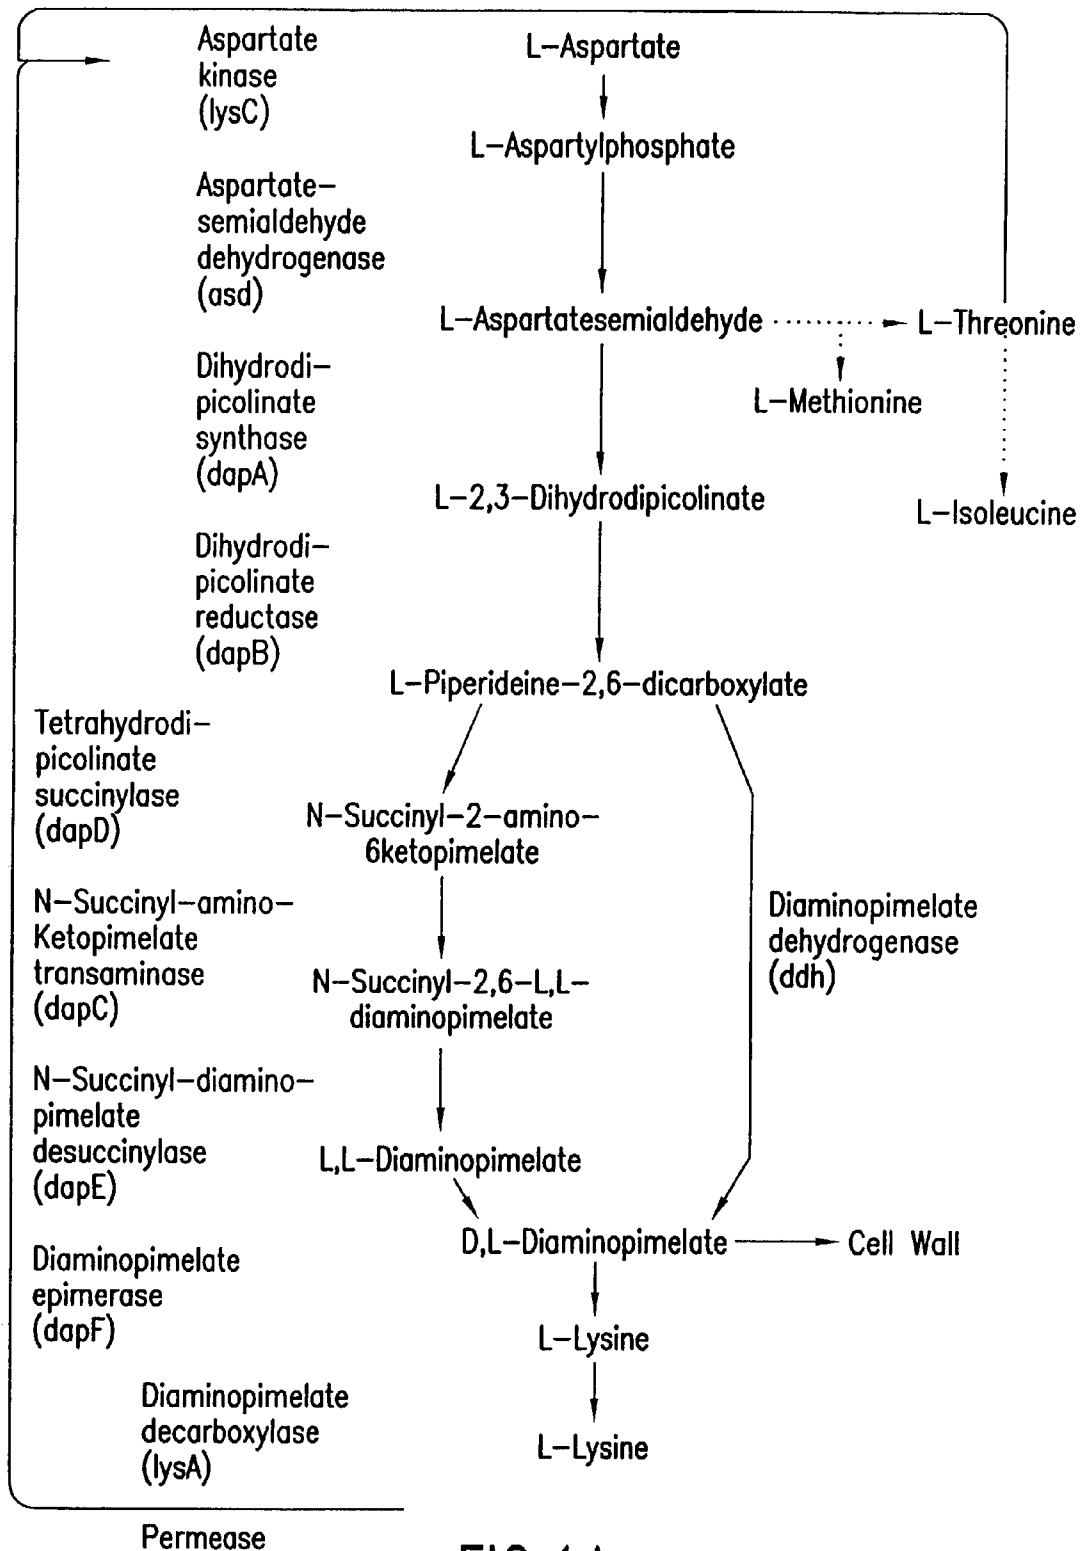 Aspartate
kinase
(lysC)
L-Aspartate
L-Aspartylphosphate
Aspartate-
semialdehyde
dehydrogenase
(asd)
L-Aspartatesemialdehyde
L-Threonine
L-Methionine
L-Isoleucine
Dihydrodi-
picolinate
synthase
(dapA)
L-2,3-Dihydrodipicolinate
Dihydrodi-
picolinate
reductase
(dapB)
L-Piperideine-2,6-dicarboxylate
Tetrahydrodi-
picolinate
succinylase
(dapD)
N-Succinyl-2-amino-
6ketopimelate
N-Succinyl-amino-
Ketopimelate
transaminase
(dapC)
N-Succinyl-2,6-L,L-
diaminopimelate
Diaminopimelate
dehydrogenase
(ddh)
N-Succinyl-diamino-
pimelate
desuccinylase
(dapE)
L,L-Diaminopimelate
D,L-Diaminopimelate
Cell Wall
Diaminopimelate
epimerase
(dapF)
L-Lysine
Diaminopimelate
decarboxylase
(lysA)
L-Lysine
Permease